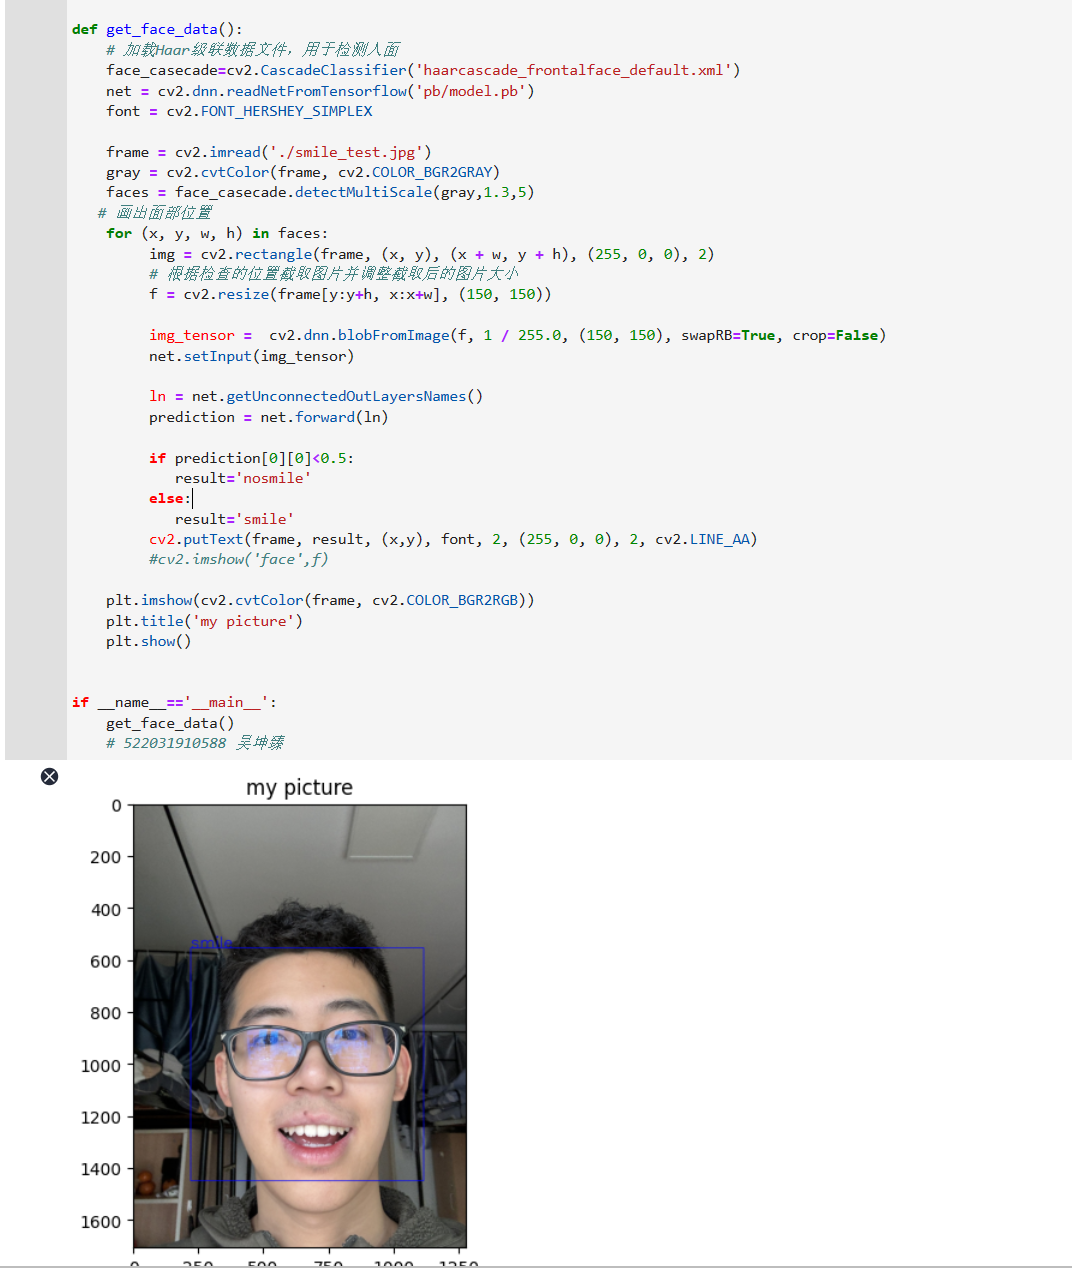 def get_face_data():
# 加载Haar级联数据文件，用于检测人面
face_casecade=cv2.CascadeClassifier('haarcascade_frontalface_default.xml')
net = cv2.dnn.readNetFromTensorflow('pb/model.pb')
font = cv2.FONT_HERSHEY_SIMPLEX
frame = cv2.imread('./smile_test.jpg')
gray = cv2.cvtColor(frame, cv2.COLOR_BGR2GRAY)
faces = face_casecade.detectMultiScale(gray,1.3,5)
# 画出面部位置
for (x, y, w, h) in faces:
img = cv2.rectangle(frame, (x, y), (x + w, y + h), (255, 0, 0), 2)
# 根据检查的位置截取图片并调整截取后的图片大小
f = cv2.resize(frame[y:y+h, x:x+w], (150, 150))
img_tensor =  cv2.dnn.blobFromImage(f, 1 / 255.0, (150, 150), swapRB=True, crop=False)
net.setInput(img_tensor)
ln = net.getUnconnectedOutLayersNames()
prediction = net.forward(ln)
if prediction[0][0]<0.5:
result='nosmile'
else:
result='smile'
cv2.putText(frame, result, (x,y), font, 2, (255, 0, 0), 2, cv2.LINE_AA)
#cv2.imshow('face',f)
plt.imshow(cv2.cvtColor(frame, cv2.COLOR_BGR2RGB))
plt.title('my picture')
plt.show()
if __name__=='__main__':
get_face_data()
# 522031910588 吴坤臻
my picture
0
200
400
smile
600
800
1000
1200
1400
1600
0 250 500 750 1000 1250